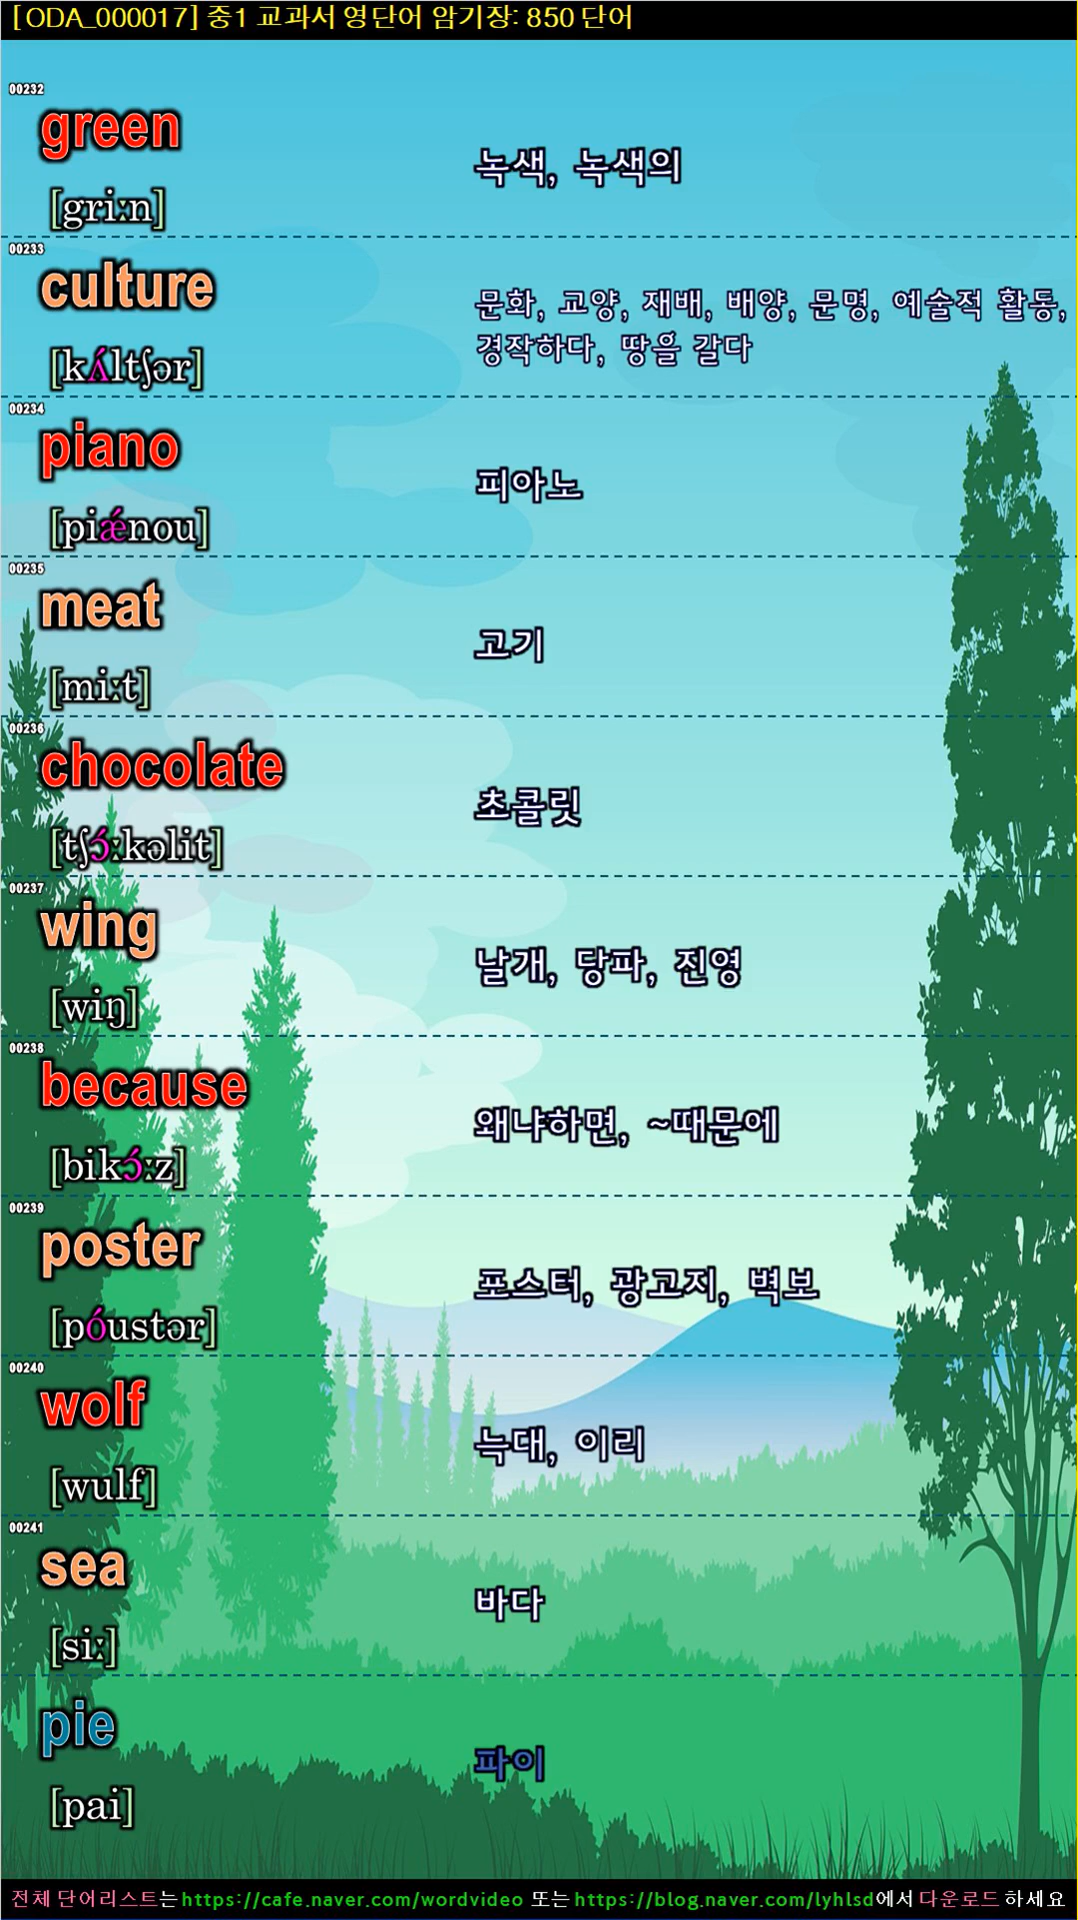 [ODA_000017] 중1 교과서 영단어 암기장: 850 단어
00232
green
녹색, 녹색의
[gri:n]
00233
culture
문화, 교양, 재배, 배양, 문명, 예술적 활동,
경작하다, 땅을 갈다
[kʌ́ltʃər]
00234
piano
피아노
[piǽnou]
00235
meat
고기
[mi:t]
00236
chocolate
초콜릿
[tʃɔ́:kəlit]
00237
wing
날개, 당파, 진영
[wiŋ]
00238
because
왜냐하면, ~때문에
[bikɔ́:z]
00239
poster
포스터, 광고지, 벽보
[póustər]
00240
wolf
늑대, 이리
[wulf]
00241
sea
바다
[si:]
pie
파이
[pai]
전체 단어리스트는 https://cafe.naver.com/wordvideo 또는 https://blog.naver.com/lyhlsd에서 다운로드 하세요